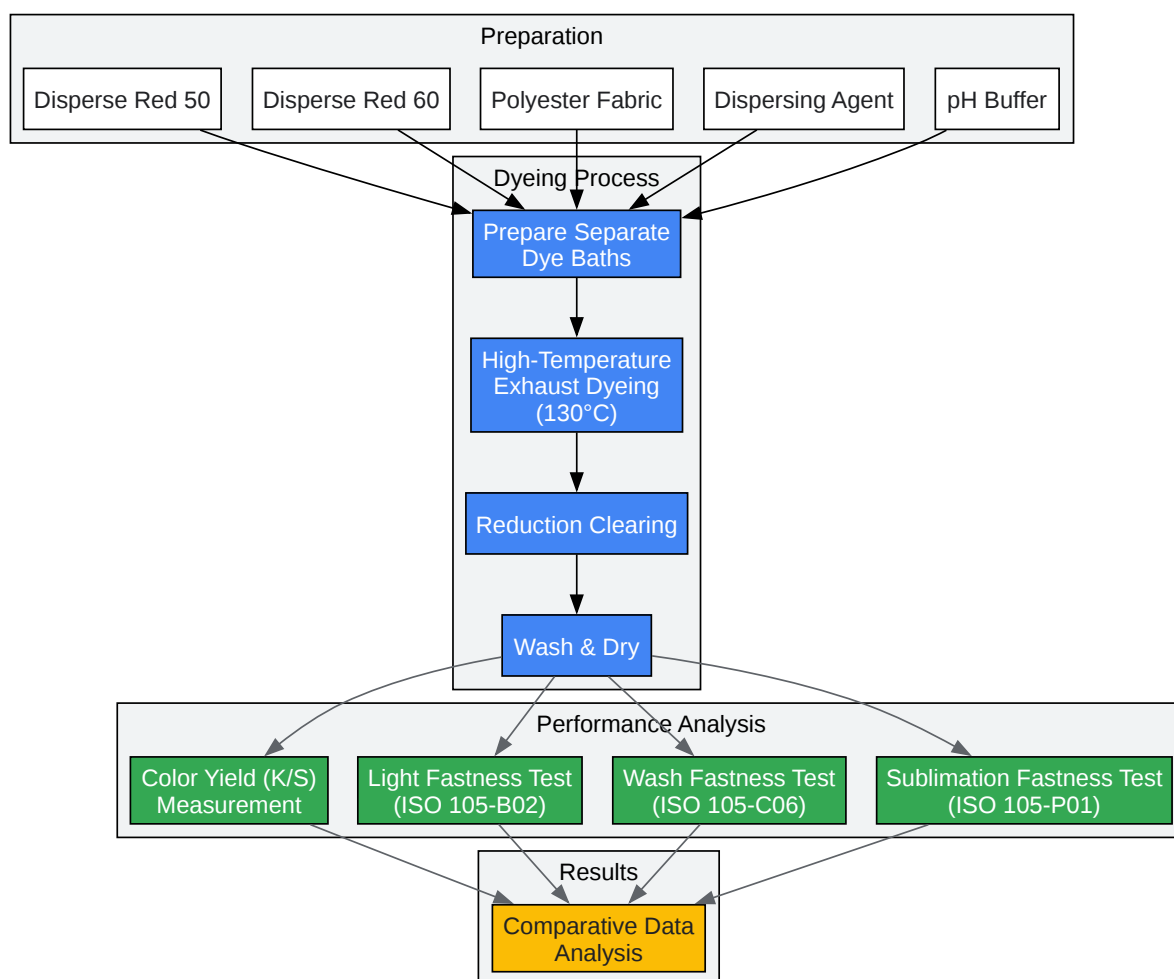 Preparation
Disperse Red 50
Disperse Red 60
Polyester Fabric
Dispersing Agent
pH Buffer
Dyeing Process
Prepare Separate
Dye Baths
High-Temperature
Exhaust Dyeing
(130°C)
Reduction Clearing
Wash & Dry
Performance Analysis
Color Yield (K/S)
Measurement
Light Fastness Test
(ISO 105-B02)
Wash Fastness Test
(ISO 105-C06)
Sublimation Fastness Test
(ISO 105-P01)
Results
Comparative Data
Analysis